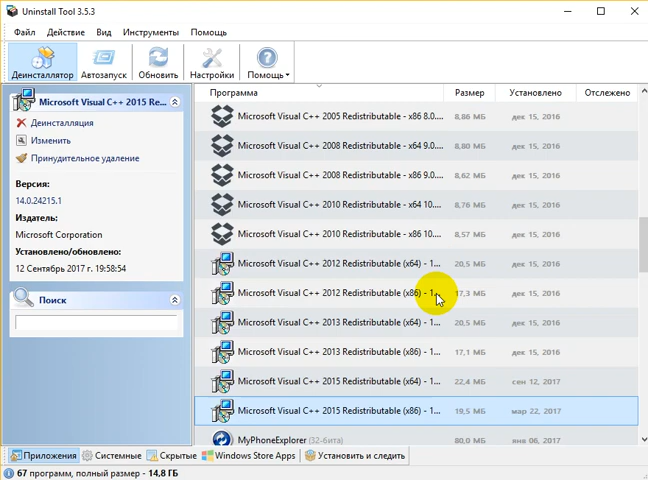 Uninstall Tool 3.5.3
Файл Действие Вид Инструменты Помощь
Деинсталлятор Автозапуск Обновить Настройки Помощь
Microsoft Visual C++ 2015 Re...
Деинсталляция
Изменить
Принудительное удаление
Версия:
14.0.24215.1
Издатель:
Microsoft Corporation
Установлено/обновлено:
12 Сентябрь 2017 г. 19:58:54
Поиск
Программа Размер Установлено Отслежено
Microsoft Visual C++ 2005 Redistributable - x86 8.0.... 8,86 МБ дек 15, 2016
Microsoft Visual C++ 2008 Redistributable - x64 9.0.... 8,80 МБ дек 15, 2016
Microsoft Visual C++ 2008 Redistributable - x86 9.0.... 8,62 МБ дек 15, 2016
Microsoft Visual C++ 2010 Redistributable - x64 10.... 8,76 МБ дек 15, 2016
Microsoft Visual C++ 2010 Redistributable - x86 10.... 8,57 МБ дек 15, 2016
Microsoft Visual C++ 2012 Redistributable (x64) - 1... 20,5 МБ дек 15, 2016
Microsoft Visual C++ 2012 Redistributable (x86) - 1... 17,3 МБ дек 15, 2016
Microsoft Visual C++ 2013 Redistributable (x64) - 1... 20,5 МБ дек 15, 2016
Microsoft Visual C++ 2013 Redistributable (x86) - 1... 17,1 МБ дек 15, 2016
Microsoft Visual C++ 2015 Redistributable (x64) - 1... 22,4 МБ сен 12, 2017
Microsoft Visual C++ 2015 Redistributable (x86) - 1... 19,5 МБ мар 22, 2017
MyPhoneExplorer (32-бита) 80,0 МБ янв 06, 2017
Приложения Системные Скрытые Windows Store Apps Установить и следить
67 программ, полный размер - 14,8 ГБ